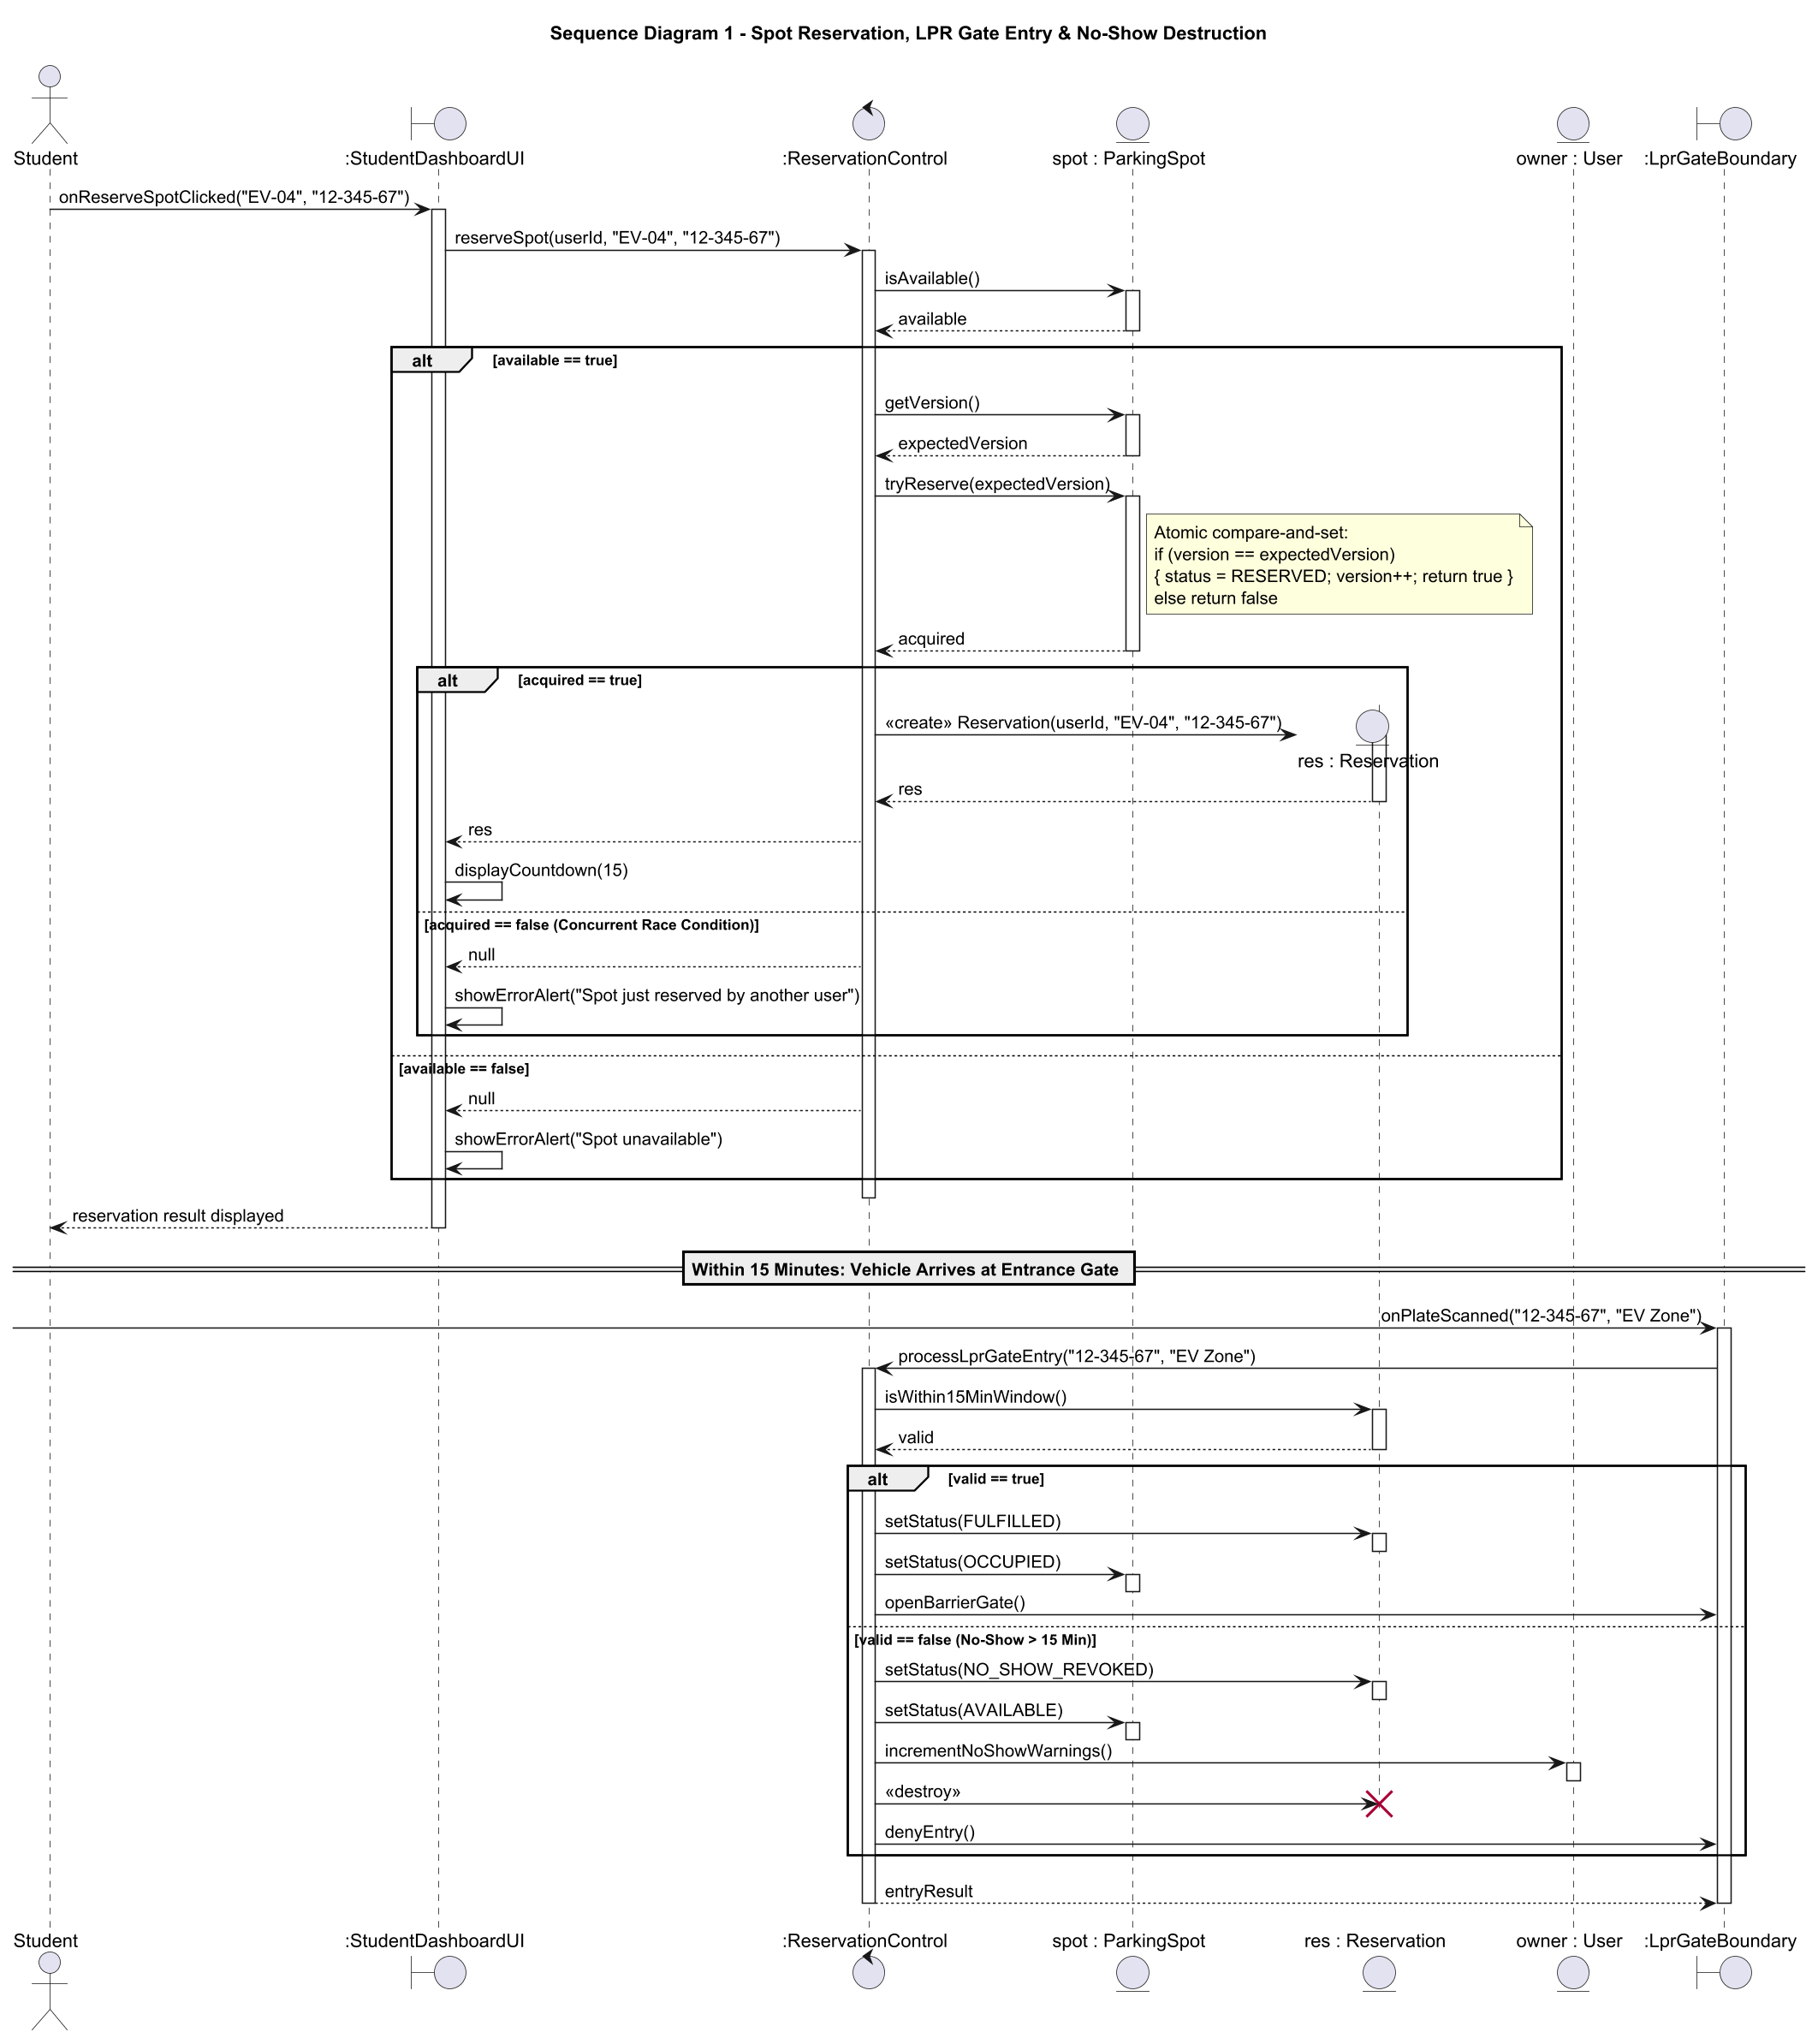 Sequence Diagram 1 - Spot Reservation, LPR Gate Entry & No-Show Destruction
Student
:StudentDashboardUI
:ReservationControl
spot : ParkingSpot
owner : User
:LprGateBoundary
onReserveSpotClicked("EV-04", "12-345-67")
reserveSpot(userId, "EV-04", "12-345-67")
isAvailable()
available
alt [available == true]
getVersion()
expectedVersion
tryReserve(expectedVersion)
Atomic compare-and-set:
if (version == expectedVersion)
{ status = RESERVED; version++; return true }
else return false
acquired
alt [acquired == true]
«create» Reservation(userId, "EV-04", "12-345-67")
res : Reservation
res
res
displayCountdown(15)
[acquired == false (Concurrent Race Condition)]
null
showErrorAlert("Spot just reserved by another user")
[available == false]
null
showErrorAlert("Spot unavailable")
reservation result displayed
Within 15 Minutes: Vehicle Arrives at Entrance Gate
onPlateScanned("12-345-67", "EV Zone")
processLprGateEntry("12-345-67", "EV Zone")
isWithin15MinWindow()
valid
alt [valid == true]
setStatus(FULFILLED)
setStatus(OCCUPIED)
openBarrierGate()
[valid == false (No-Show > 15 Min)]
setStatus(NO_SHOW_REVOKED)
setStatus(AVAILABLE)
incrementNoShowWarnings()
«destroy»
denyEntry()
entryResult
Student
:StudentDashboardUI
:ReservationControl
spot : ParkingSpot
res : Reservation
owner : User
:LprGateBoundary